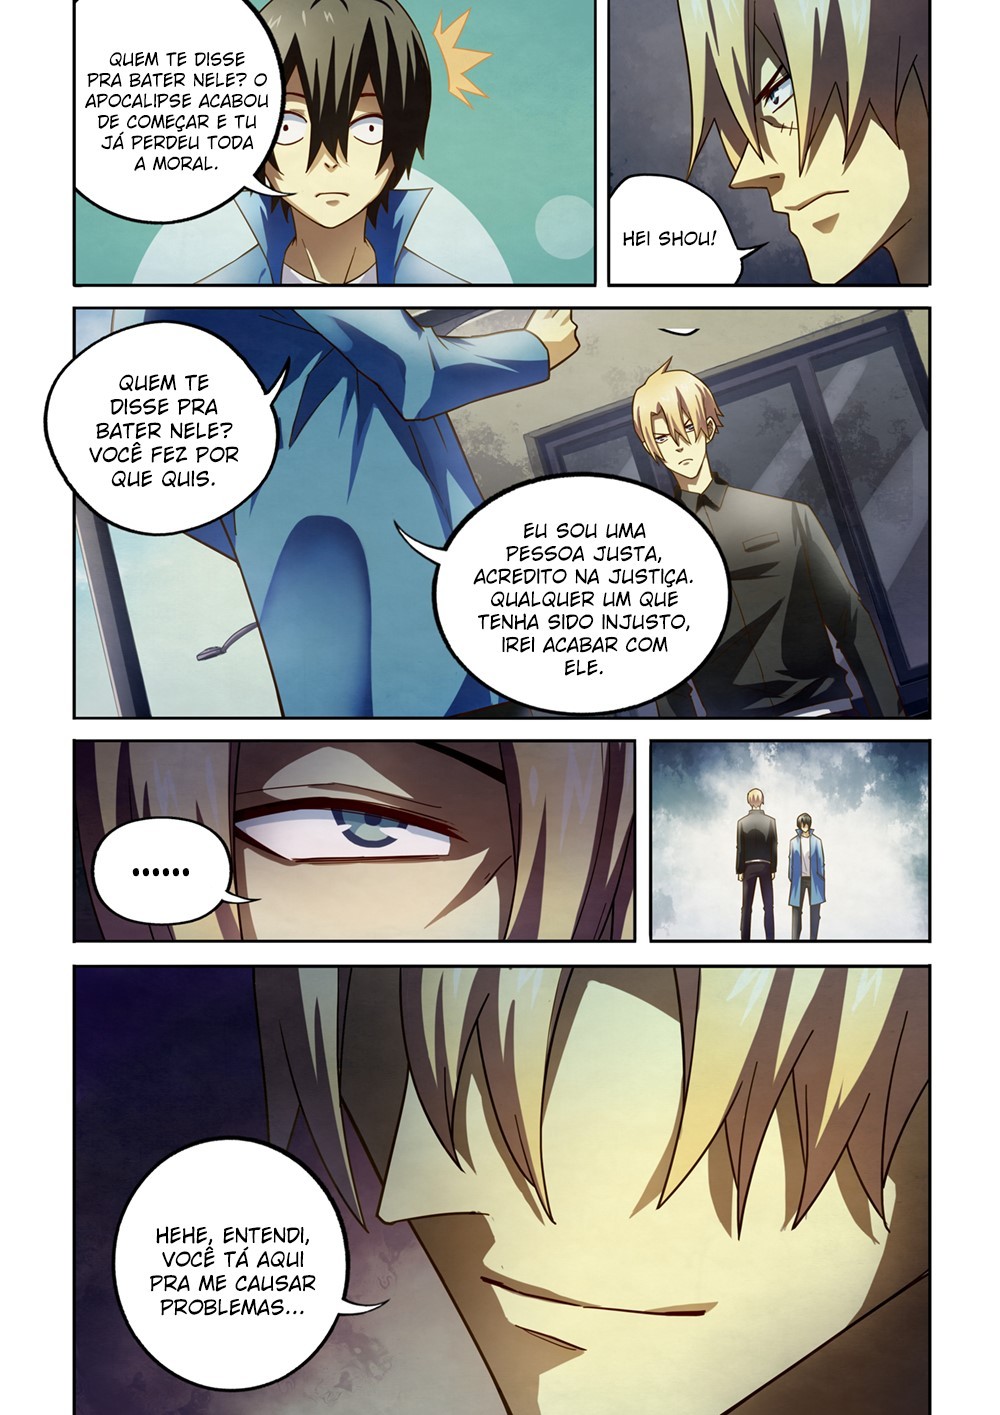 QUEM TE DISSE
PRA BATER NELE? O
APOCALIPSE ACABOU
DE COMEÇAR E TU
JÁ PERDEU TODA
A MORAL.
HEI SHOU!
QUEM TE
DISSE PRA
BATER NELE?
VOCÊ FEZ POR
QUE QUIS.
EU SOU UMA
PESSOA JUSTA,
ACREDITO NA JUSTIÇA.
QUALQUER UM QUE
TENHA SIDO INJUSTO,
IREI ACABAR COM
ELE.
......
HEHE, ENTENDI,
VOCÊ TÁ AQUI
PRA ME CAUSAR
PROBLEMAS...